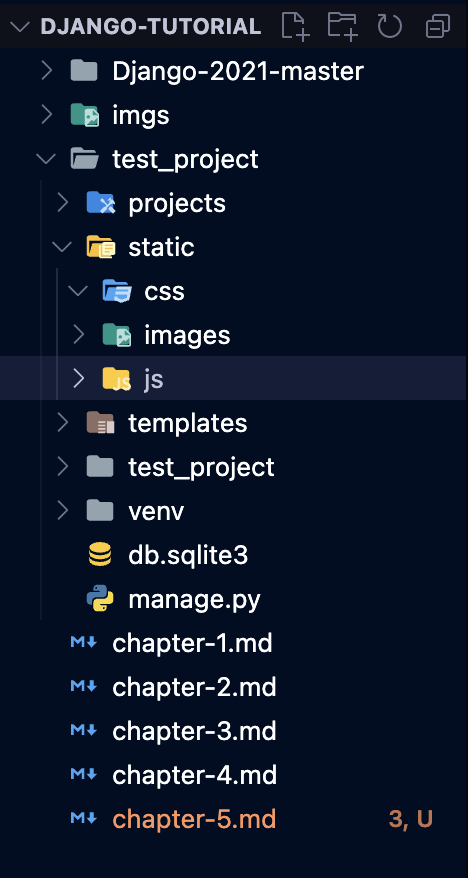 DJANGO-TUTORIAL
Django-2021-master
imgs
test_project
projects
static
css
images
JS js
templates
test_project
venv
db.sqlite3
manage.py
M chapter-1.md
M chapter-2.md
M chapter-3.md
M chapter-4.md
M chapter-5.md 3, U